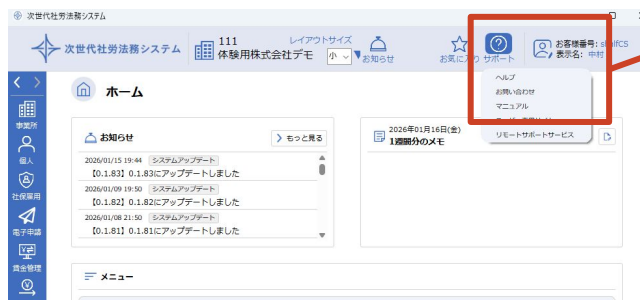 次世代社労法務システム
次世代社労法務システム
111
体験用株式会社デモ
レイアウトサイズ
小
お知らせ
お気に入り
サポート
お客様番号:
表示名: 中村
ヘルプ
お問い合わせ
マニュアル
リモートサポートサービス
事業所
個人
社保雇用
電子申請
賃金管理
ホーム
お知らせ
もっと見る
2026/01/15 19:44 システムアップデート
【0.1.83】0.1.83にアップデートしました
2026/01/09 19:50 システムアップデート
【0.1.82】0.1.82にアップデートしました
2026/01/08 21:50 システムアップデート
【0.1.81】0.1.81にアップデートしました
2026年01月16日(金)
1週間分のメモ
メニュー